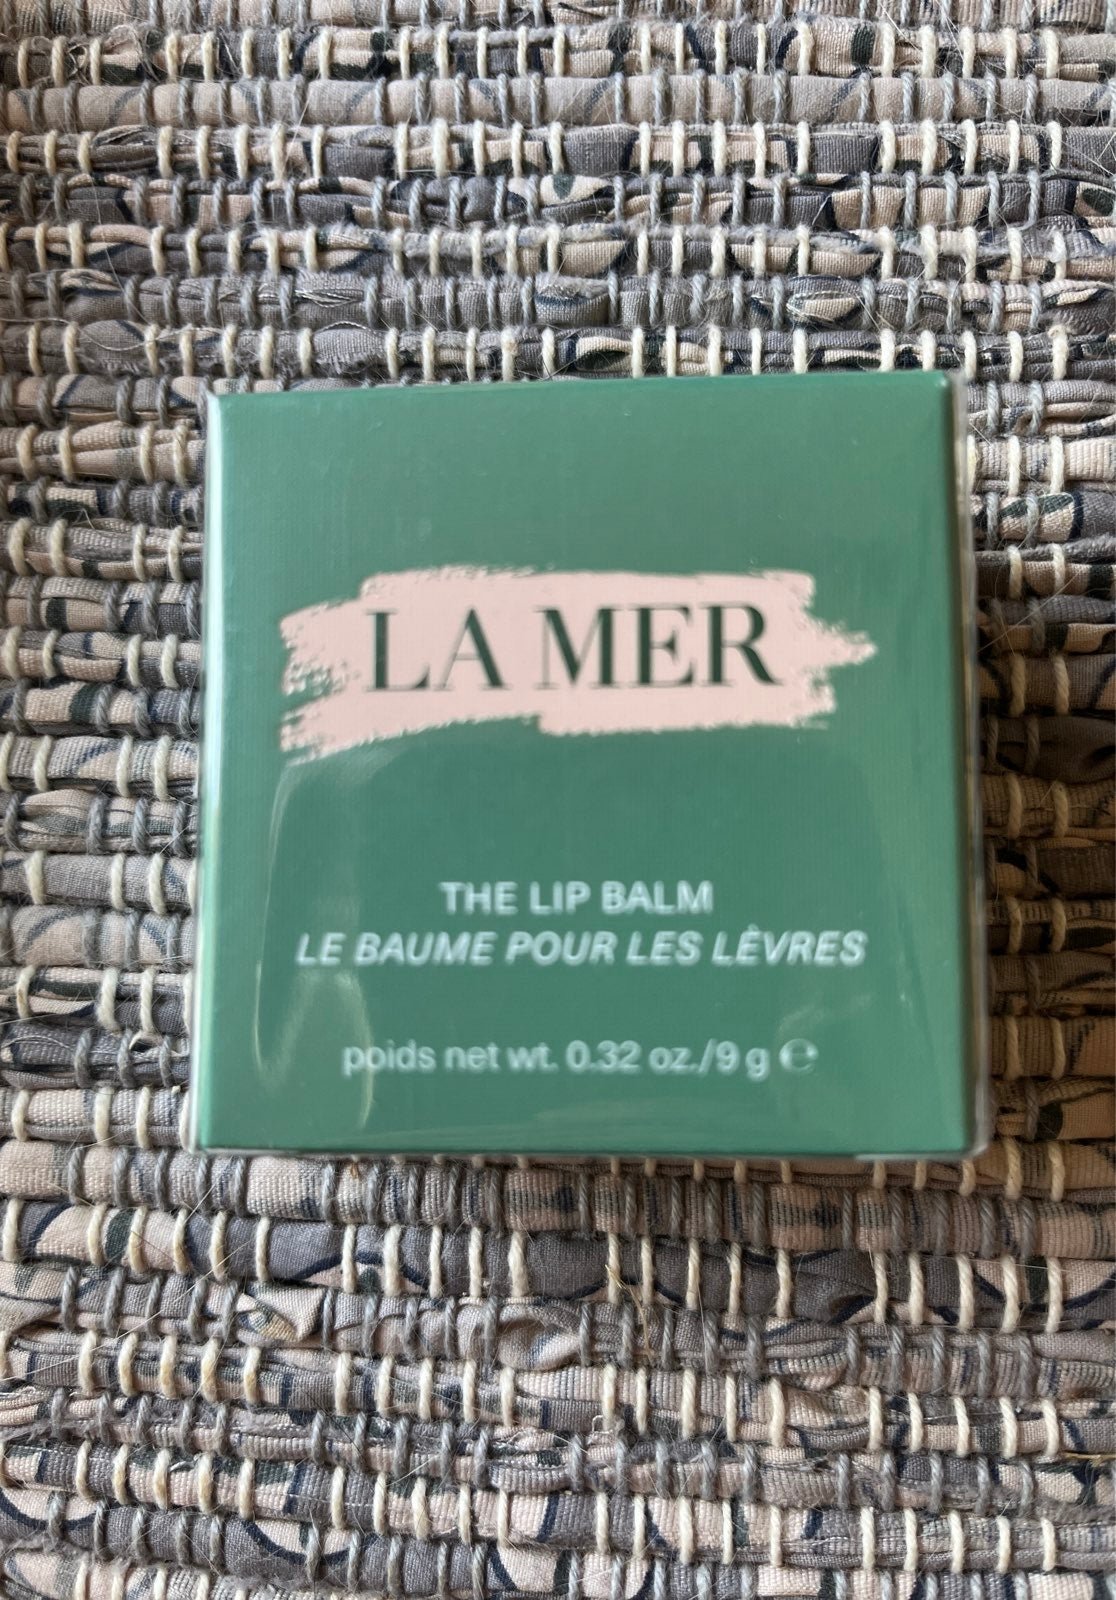 LA MER
THE LIP BALM
LE BAUME POUR LES LÈVRES
poids net wt. 0.32 oz./9 g ℮